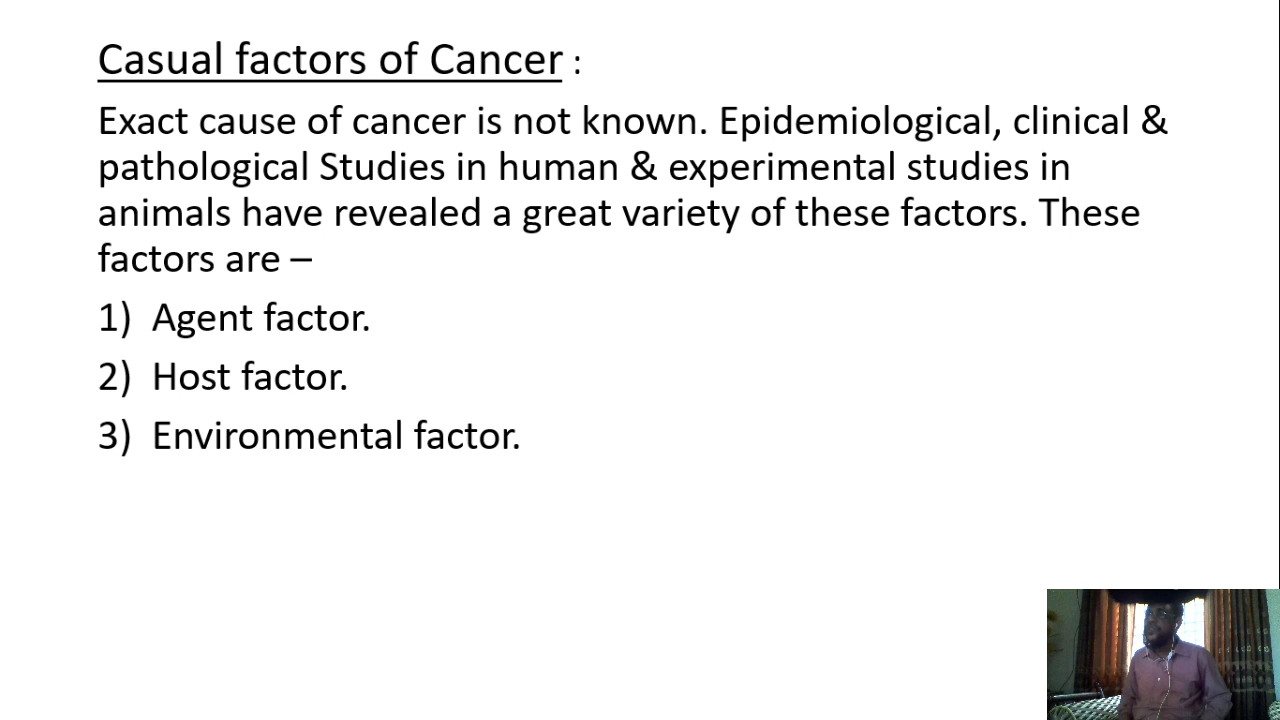 Casual factors of Cancer :
Exact cause of cancer is not known. Epidemiological, clinical &
pathological Studies in human & experimental studies in
animals have revealed a great variety of these factors. These
factors are –
1) Agent factor.
2) Host factor.
3) Environmental factor.